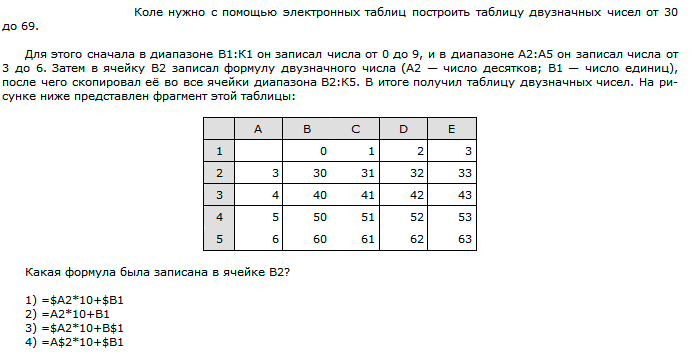 Коле нужно с помощью электронных таблиц построить таблицу двузначных чисел от 30
до 69.
Для этого сначала в диапазоне B1:K1 он записал числа от 0 до 9, и в диапазоне A2:A5 он записал числа от
3 до 6. Затем в ячейку B2 записал формулу двузначного числа (A2 — число десятков; B1 — число единиц),
после чего скопировал её во все ячейки диапазона B2:K5. В итоге получил таблицу двузначных чисел. На ри-
сунке ниже представлен фрагмент этой таблицы:
A B C D E
1 0 1 2 3
2 3 30 31 32 33
3 4 40 41 42 43
4 5 50 51 52 53
5 6 60 61 62 63
Какая формула была записана в ячейке B2?
1) =$A2*10+$B1
2) =A2*10+B1
3) =$A2*10+B$1
4) =A$2*10+$B1